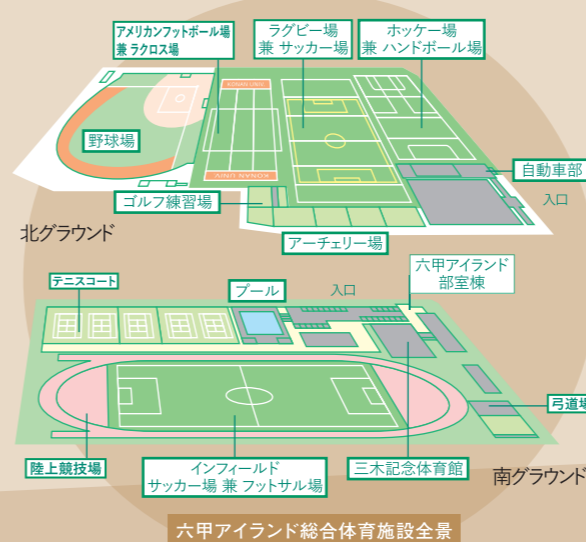 アメリカンフットボール場
兼 ラクロス場
ラグビー場
兼 サッカー場
ホッケー場
兼 ハンドボール場
野球場
KONAN UNIV.
KONAN UNIV.
自動車部
入口
ゴルフ練習場
アーチェリー場
北グラウンド
六甲アイランド
部室棟
テニスコート
プール
入口
弓道場
陸上競技場
インフィールド
サッカー場 兼 フットサル場
三木記念体育館
南グラウンド
六甲アイランド総合体育施設全景